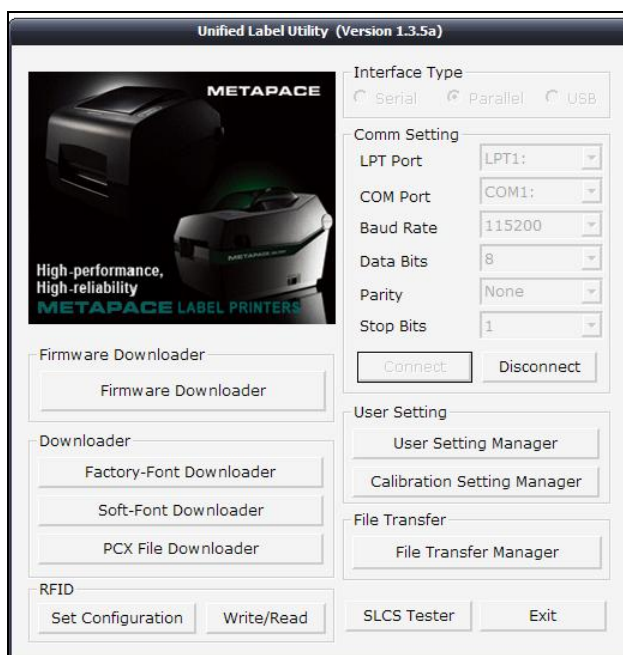 Unified Label Utility (Version 1.3.5a)
METAPACE
METAPACE
High-performance,
High-reliability
METAPACE LABEL PRINTERS
Interface Type
Serial Parallel USB
Comm Setting
LPT Port LPT1:
COM Port COM1:
Baud Rate 115200
Data Bits 8
Parity None
Stop Bits 1
Connect Disconnect
Firmware Downloader
Firmware Downloader
Downloader
Factory-Font Downloader
Soft-Font Downloader
PCX File Downloader
RFID
Set Configuration Write/Read
User Setting
User Setting Manager
Calibration Setting Manager
File Transfer
File Transfer Manager
SLCS Tester Exit